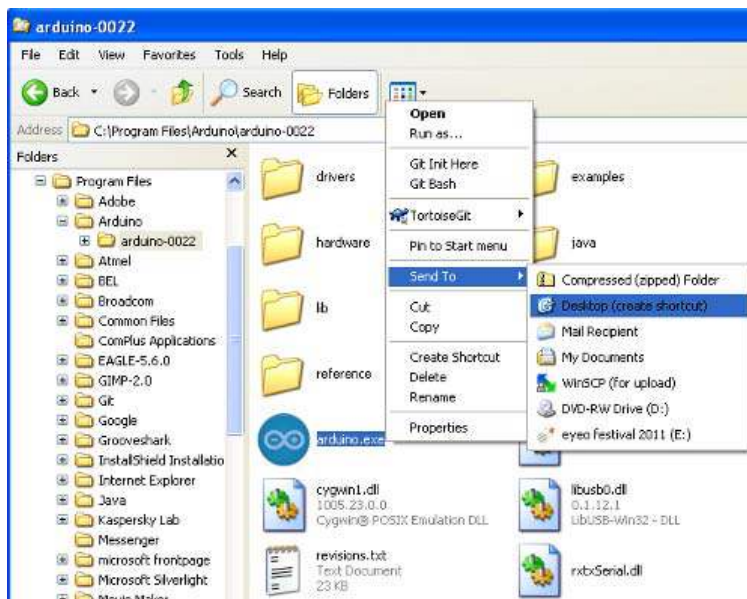 arduino-0022
File Edit View Favorites Tools Help
Back Search Folders
Address C:\Program Files\Arduino\arduino-0022
Folders X
Program Files
Adobe
Arduino
arduino-0022
Atmel
BEL
Broadcom
Common Files
ComPlus Applications
EAGLE-5.6.0
GIMP-2.0
Git
Google
Grooveshark
InstallShield Installatio
Internet Explorer
Java
Kaspersky Lab
Messenger
microsoft frontpage
Microsoft Silverlight
Movie Maker
drivers
examples
hardware
java
lib
reference
arduino.exe
cygwin1.dll
1005.23.0.0
Cygwin® POSIX Emulation DLL
libusb0.dll
0.1.12.1
LibUSB-Win32 - DLL
revisions.txt
Text Document
23 KB
rxtxSerial.dll
Open
Run as...
Git Init Here
Git Bash
TortoiseGit
Pin to Start menu
Send To
Cut
Copy
Create Shortcut
Delete
Rename
Properties
Compressed (zipped) Folder
Desktop (create shortcut)
Mail Recipient
My Documents
WinSCP (for upload)
DVD-RW Drive (D:)
eyeo festival 2011 (E:)